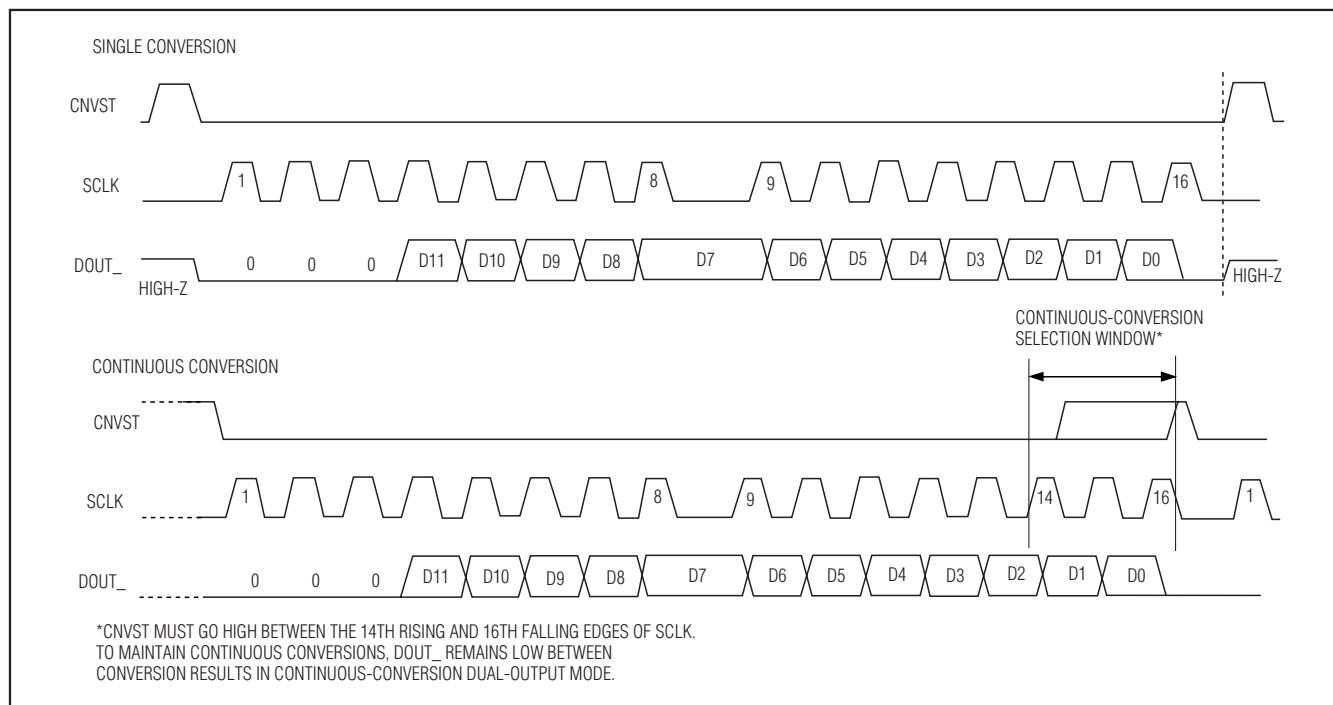 SINGLE CONVERSION
CNVST
SCLK
1
8
9
16
DOUT_
HIGH-Z
0
0
0
D11
D10
D9
D8
D7
D6
D5
D4
D3
D2
D1
D0
HIGH-Z
CONTINUOUS-CONVERSION
SELECTION WINDOW*
CONTINUOUS CONVERSION
CNVST
SCLK
1
8
9
14
16
1
DOUT_
0
0
0
D11
D10
D9
D8
D7
D6
D5
D4
D3
D2
D1
D0
*CNVST MUST GO HIGH BETWEEN THE 14TH RISING AND 16TH FALLING EDGES OF SCLK.
TO MAINTAIN CONTINUOUS CONVERSIONS, DOUT_ REMAINS LOW BETWEEN
CONVERSION RESULTS IN CONTINUOUS-CONVERSION DUAL-OUTPUT MODE.